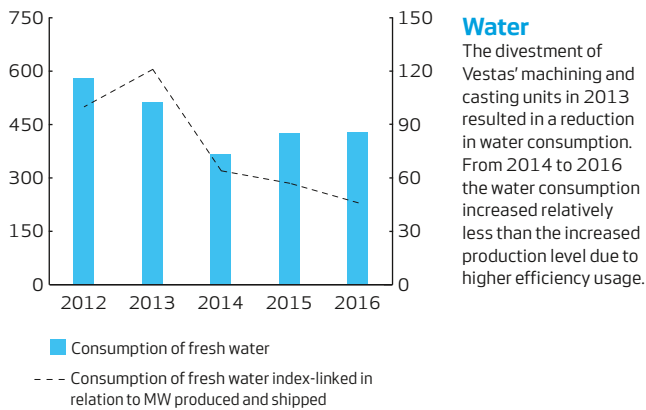 750
600
450
300
150
0
150
120
90
60
30
0
2012 2013 2014 2015 2016
Consumption of fresh water
Consumption of fresh water index-linked in
relation to MW produced and shipped
Water
The divestment of
Vestas’ machining and
casting units in 2013
resulted in a reduction
in water consumption.
From 2014 to 2016
the water consumption
increased relatively
less than the increased
production level due to
higher efficiency usage.